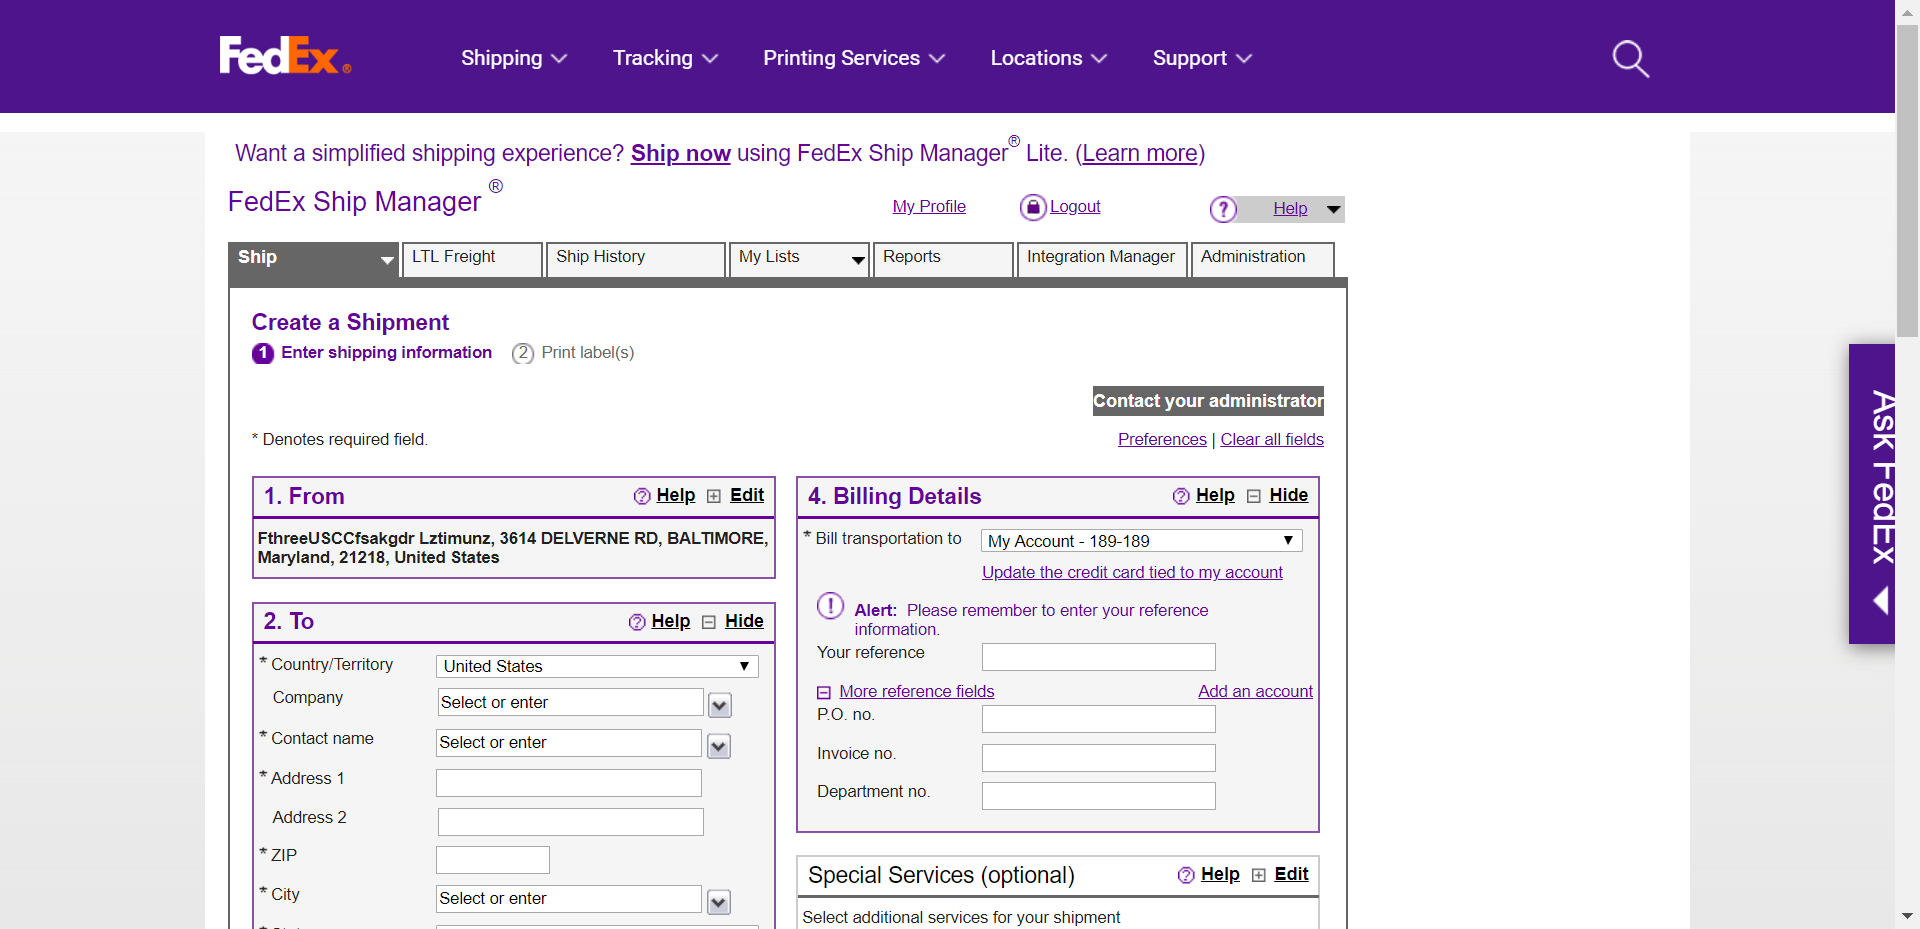 FedEx®
Shipping
Tracking
Printing Services
Locations
Support
Want a simplified shipping experience? Ship now using FedEx Ship Manager® Lite. (Learn more)
FedEx Ship Manager ®
My Profile
Logout
? Help
Ship
LTL Freight
Ship History
My Lists
Reports
Integration Manager
Administration
Create a Shipment
1 Enter shipping information
2 Print label(s)
Contact your administrator
* Denotes required field.
Preferences | Clear all fields
1. From
? Help
Edit
FthreeUSCCfsakgdr Lztimunz, 3614 DELVERNE RD, BALTIMORE,
Maryland, 21218, United States
2. To
? Help
Hide
* Country/Territory
United States
Company
Select or enter
* Contact name
Select or enter
* Address 1
Address 2
* ZIP
* City
Select or enter
4. Billing Details
? Help
Hide
* Bill transportation to
My Account - 189-189
Update the credit card tied to my account
! Alert: Please remember to enter your reference
information.
Your reference
More reference fields
Add an account
P.O. no.
Invoice no.
Department no.
Special Services (optional)
? Help
Edit
Select additional services for your shipment
Ask FedEx